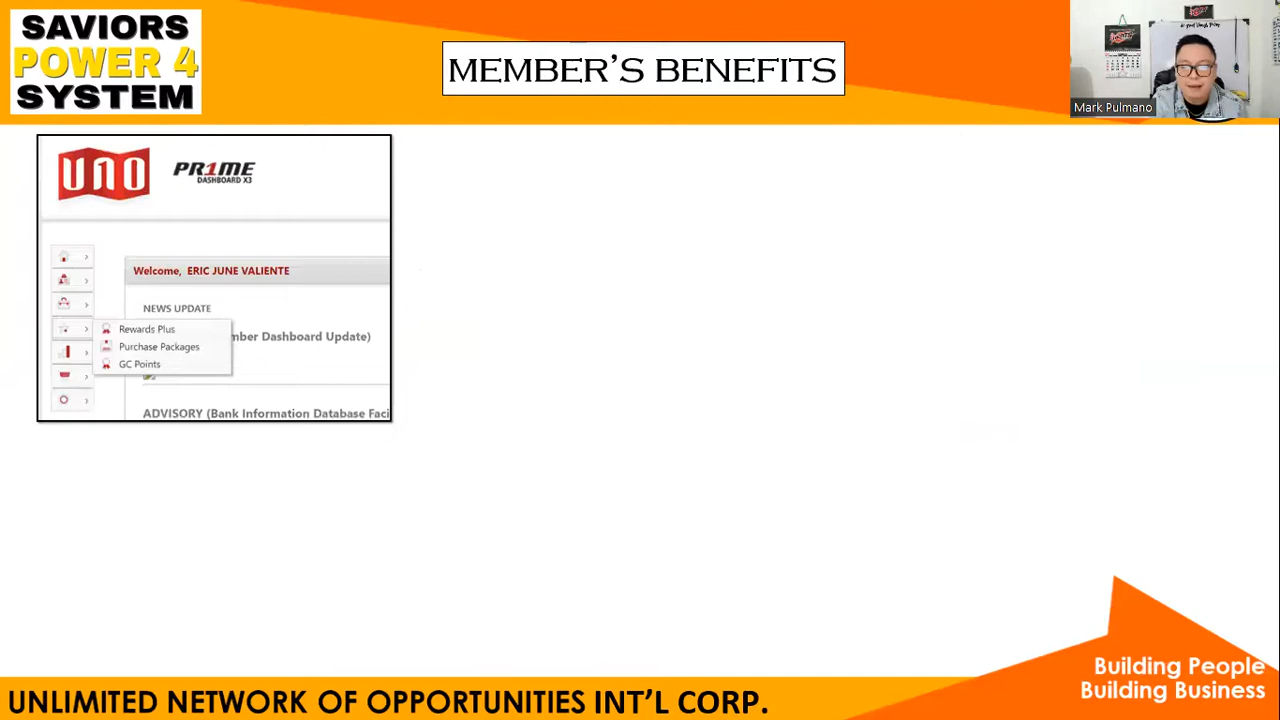 SAVIORS
POWER 4
SYSTEM
MEMBER'S BENEFITS
Mark Pulmano
UNO
PR1ME
DASHBOARD X3
Welcome, ERIC JUNE VALIENTE
NEWS UPDATE
Rewards Plus
mber Dashboard Update)
Purchase Packages
GC Points
ADVISORY (Bank Information Database Faci
Building People
Building Business
UNLIMITED NETWORK OF OPPORTUNITIES INT'L CORP.